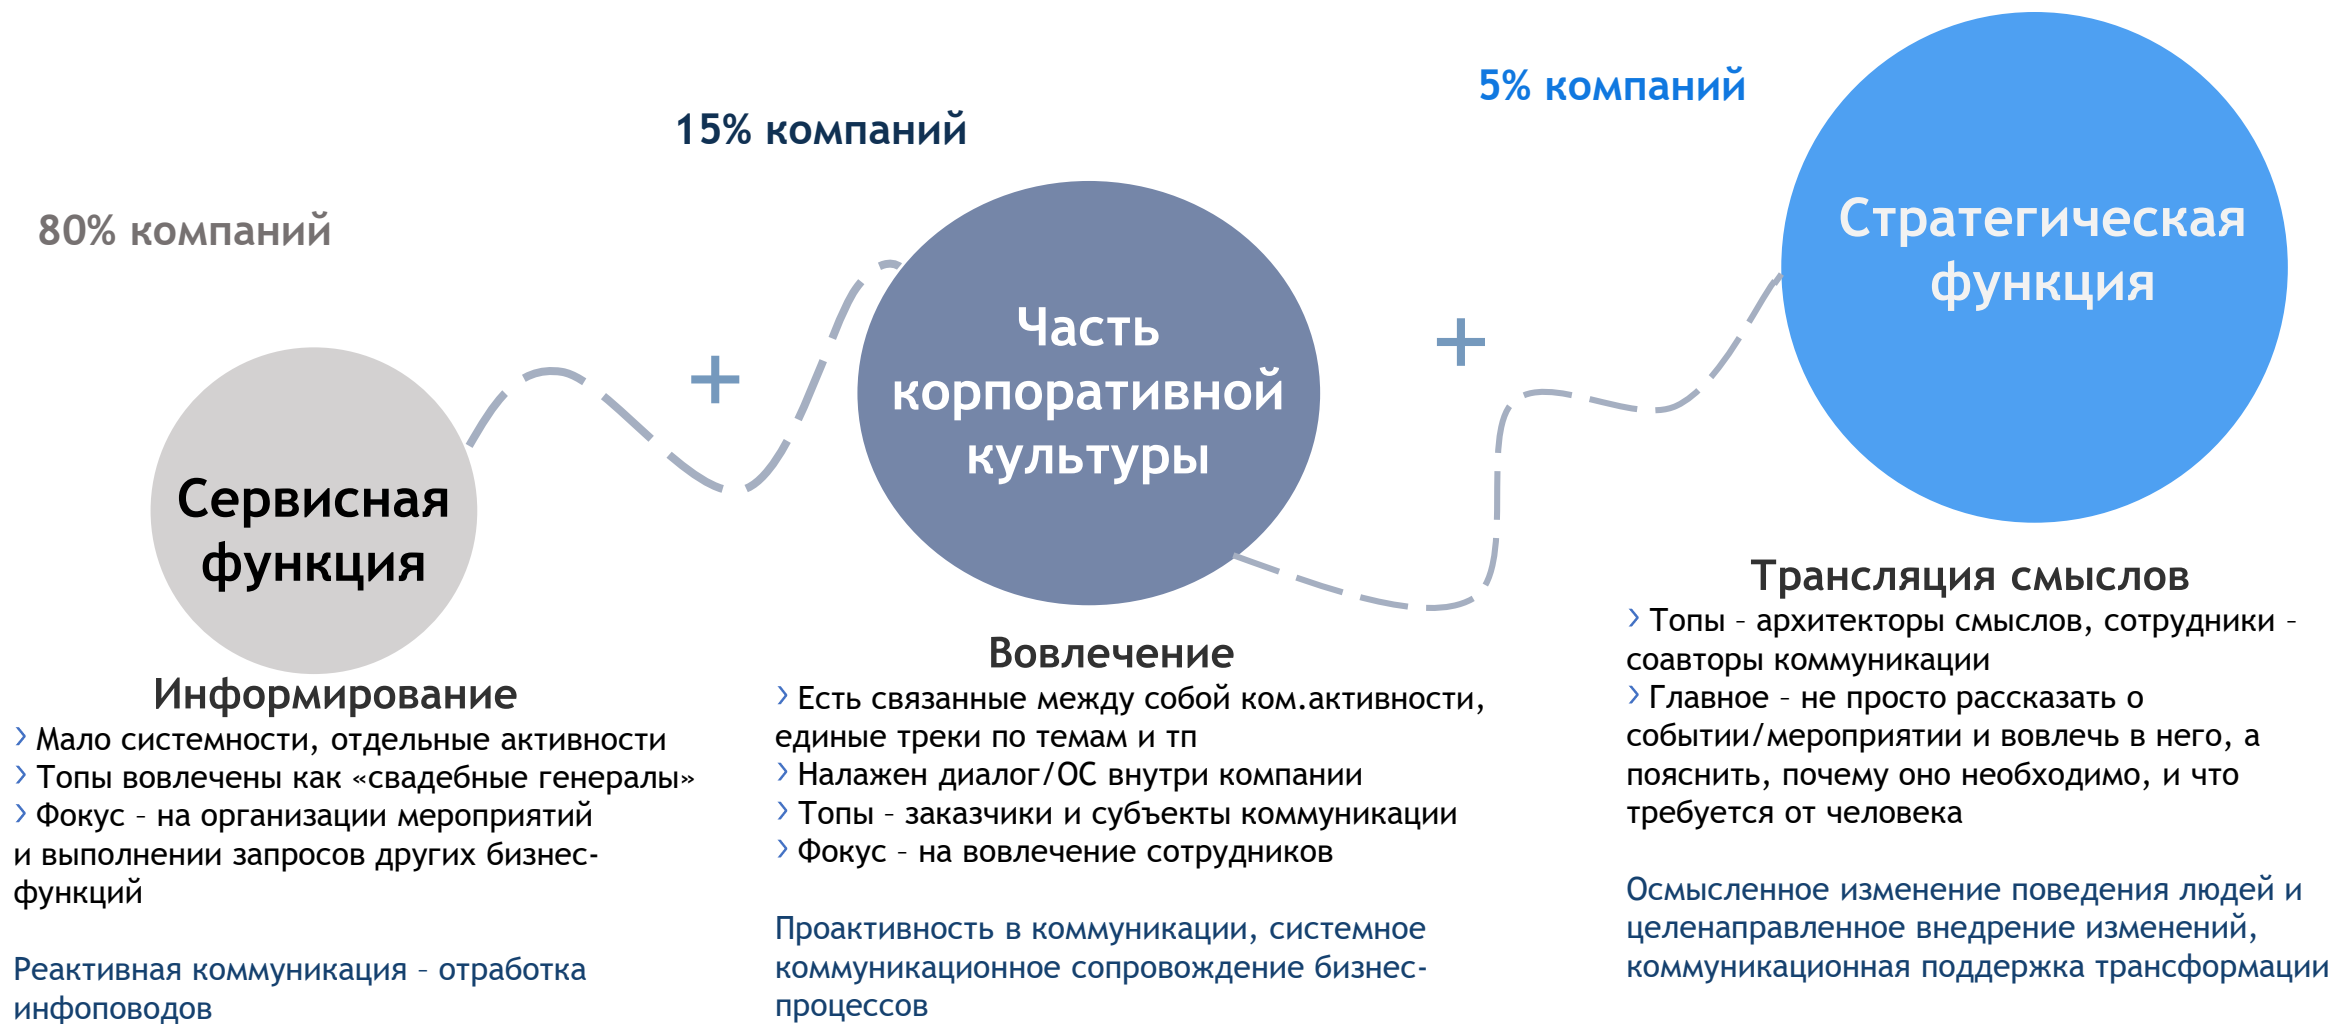 80% компаний
Сервисная
функция
Информирование
› Мало системности, отдельные активности
› Топы вовлечены как «свадебные генералы»
› Фокус – на организации мероприятий
и выполнении запросов других бизнес-
функций
Реактивная коммуникация – отработка
инфоповодов
+
15% компаний
Часть
корпоративной
культуры
Вовлечение
› Есть связанные между собой ком.активности,
единые треки по темам и тп
› Налажен диалог/ОС внутри компании
› Топы – заказчики и субъекты коммуникации
› Фокус – на вовлечение сотрудников
Проактивность в коммуникации, системное
коммуникационное сопровождение бизнес-
процессов
+
5% компаний
Стратегическая
функция
Трансляция смыслов
› Топы – архитекторы смыслов, сотрудники –
соавторы коммуникации
› Главное – не просто рассказать о
событии/мероприятии и вовлечь в него, а
пояснить, почему оно необходимо, и что
требуется от человека
Осмысленное изменение поведения людей и
целенаправленное внедрение изменений,
коммуникационная поддержка трансформации